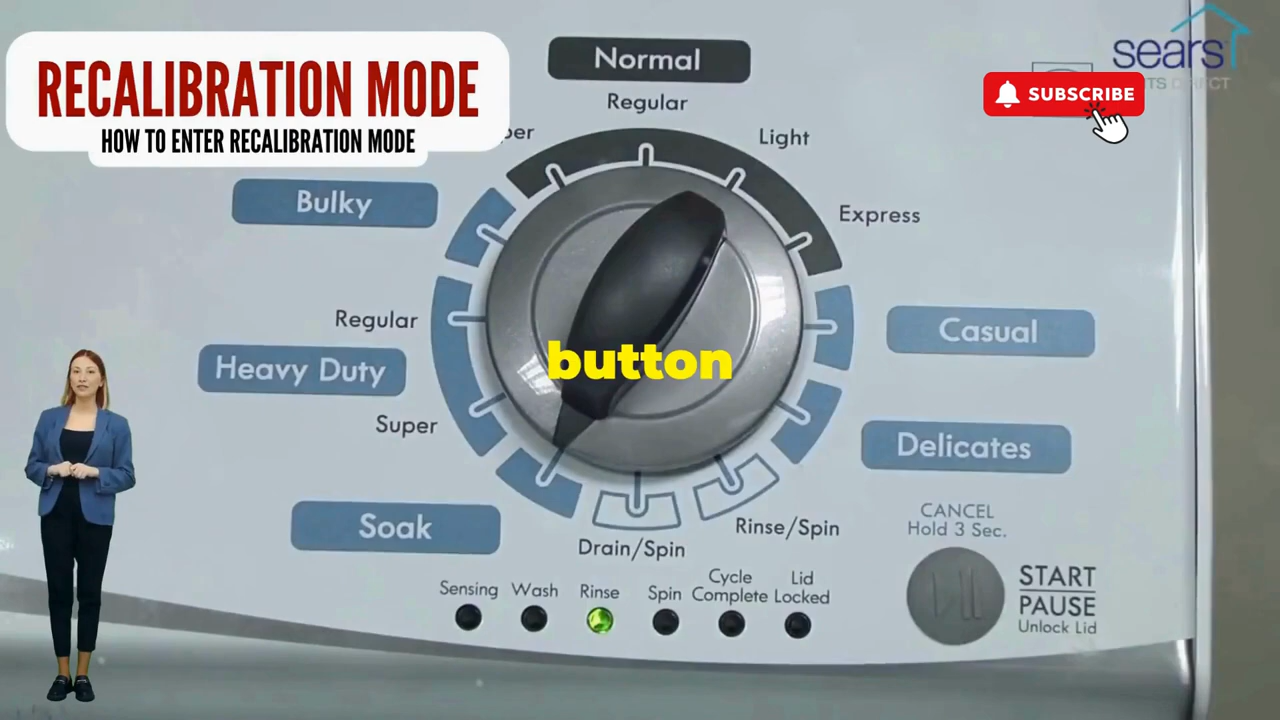 RECALIBRATION MODE
HOW TO ENTER RECALIBRATION MODE
sears
SUBSCRIBE
Normal
Regular
Light
Express
Bulky
Regular
Heavy Duty
Super
button
Casual
Delicates
Soak
Rinse/Spin
Drain/Spin
CANCEL
Hold 3 Sec.
Sensing
Wash
Rinse
Spin
Cycle
Complete
Lid
Locked
START
PAUSE
Unlock Lid